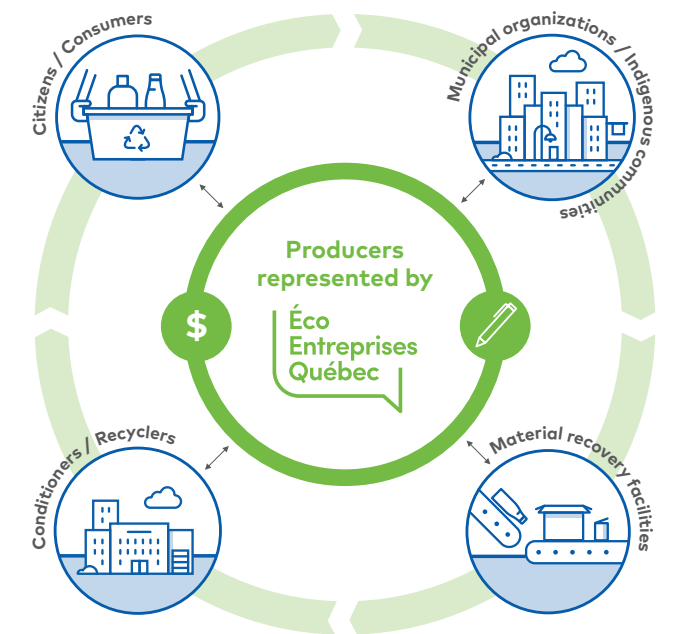 Citizens / Consumers
Municipal organizations / Indigenous communities
Producers
represented by
$
Éco
Entreprises
Québec
Conditioners / Recyclers
Material recovery facilities